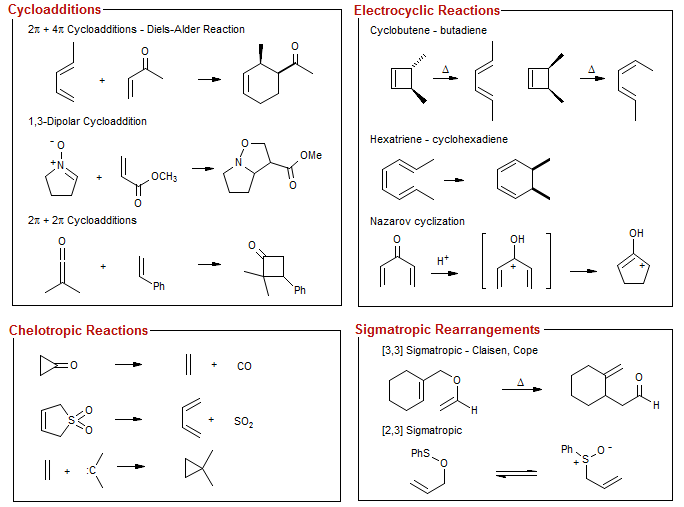 Cycloadditions
2π + 4π Cycloadditions - Diels-Alder Reaction
O
+
O
1,3-Dipolar Cycloaddition
- O
+N
+
OCH3
O
O
N
OMe
O
2π + 2π Cycloadditions
O
+
Ph
O
Ph
Electrocyclic Reactions
Cyclobutene - butadiene
Δ
Δ
Hexatriene - cyclohexadiene
Nazarov cyclization
O
H+
OH
+
OH
+
Chelotropic Reactions
O
+
CO
S
O
O
+
SO2
+
:C
Sigmatropic Rearrangements
[3,3] Sigmatropic - Claisen, Cope
O
H
Δ
O
H
[2,3] Sigmatropic
PhS
O
Ph
S
+
O -